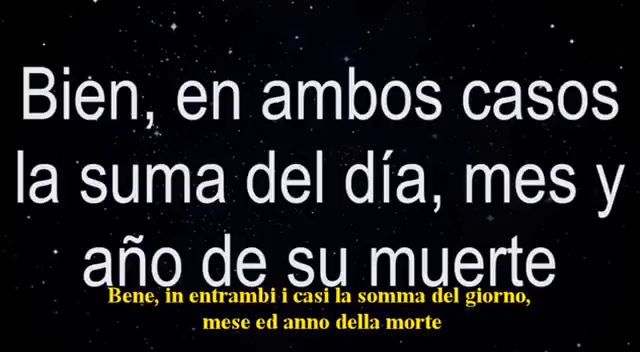 Bien, en ambos casos
la suma del día, mes y
año de su muerte
Bene, in entrambi i casi la somma del giorno,
mese ed anno della morte